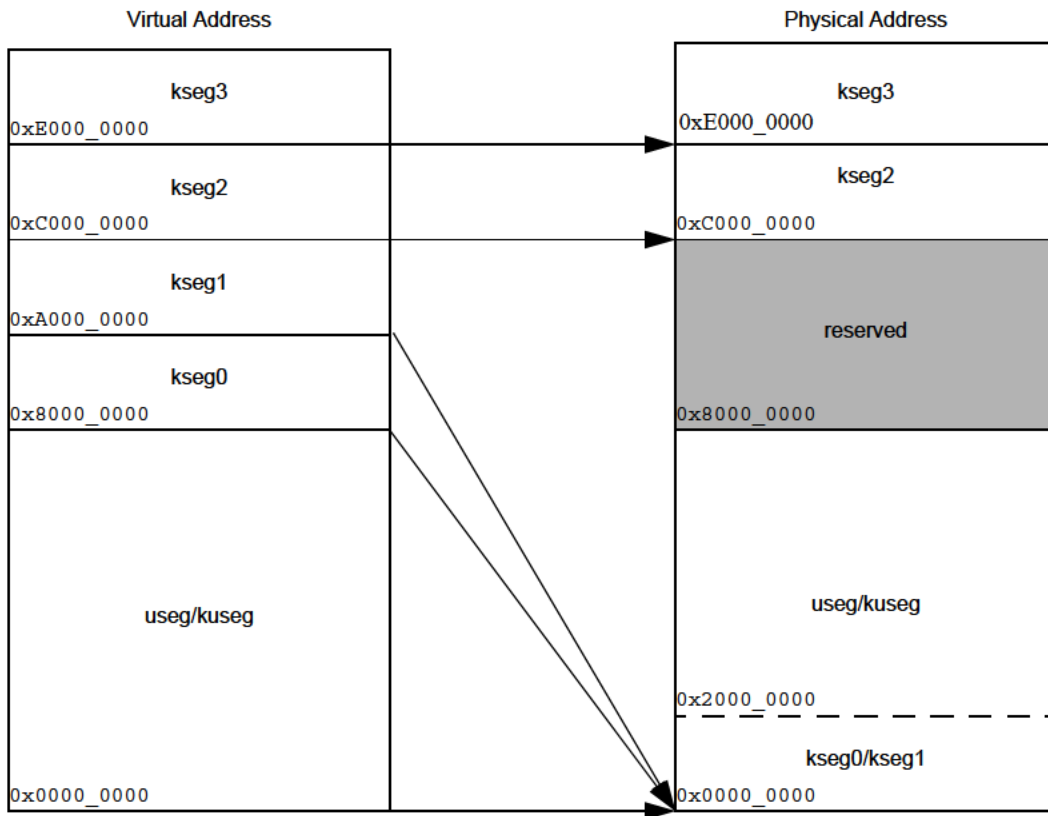 Virtual Address
kseg3
0xE000_0000
kseg2
0xC000_0000
kseg1
0xA000_0000
kseg0
0x8000_0000
useg/kuseg
0x0000_0000
Physical Address
kseg3
0xE000_0000
kseg2
0xC000_0000
reserved
0x8000_0000
useg/kuseg
0x2000_0000
kseg0/kseg1
0x0000_0000